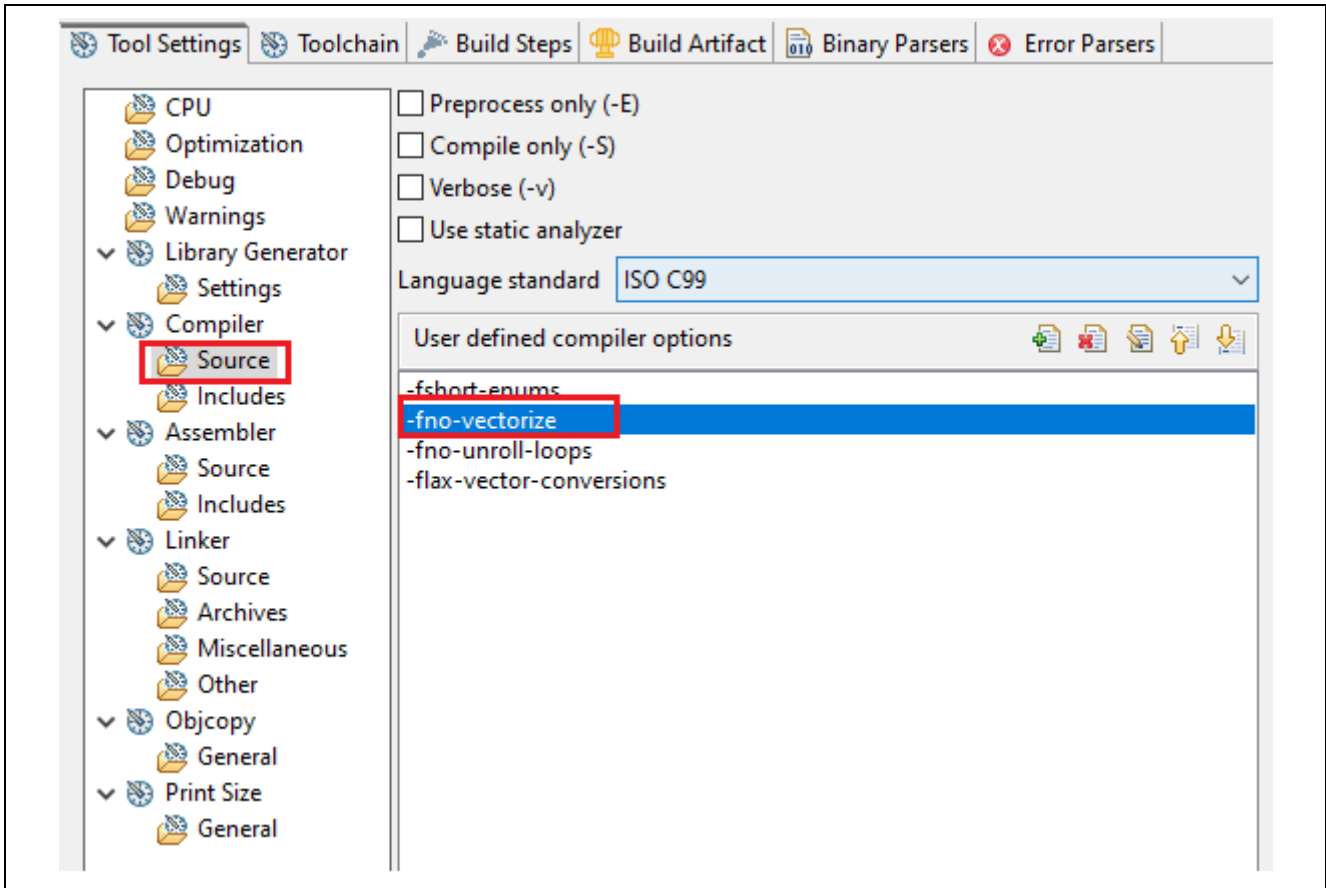 Tool Settings Toolchain Build Steps Build Artifact Binary Parsers Error Parsers
CPU
Optimization
Debug
Warnings
Library Generator
Settings
Compiler
Source
Includes
Assembler
Source
Includes
Linker
Source
Archives
Miscellaneous
Other
Objcopy
General
Print Size
General
Preprocess only (-E)
Compile only (-S)
Verbose (-v)
Use static analyzer
Language standard ISO C99
User defined compiler options
-fshort-enums
-fno-vectorize
-fno-unroll-loops
-flax-vector-conversions